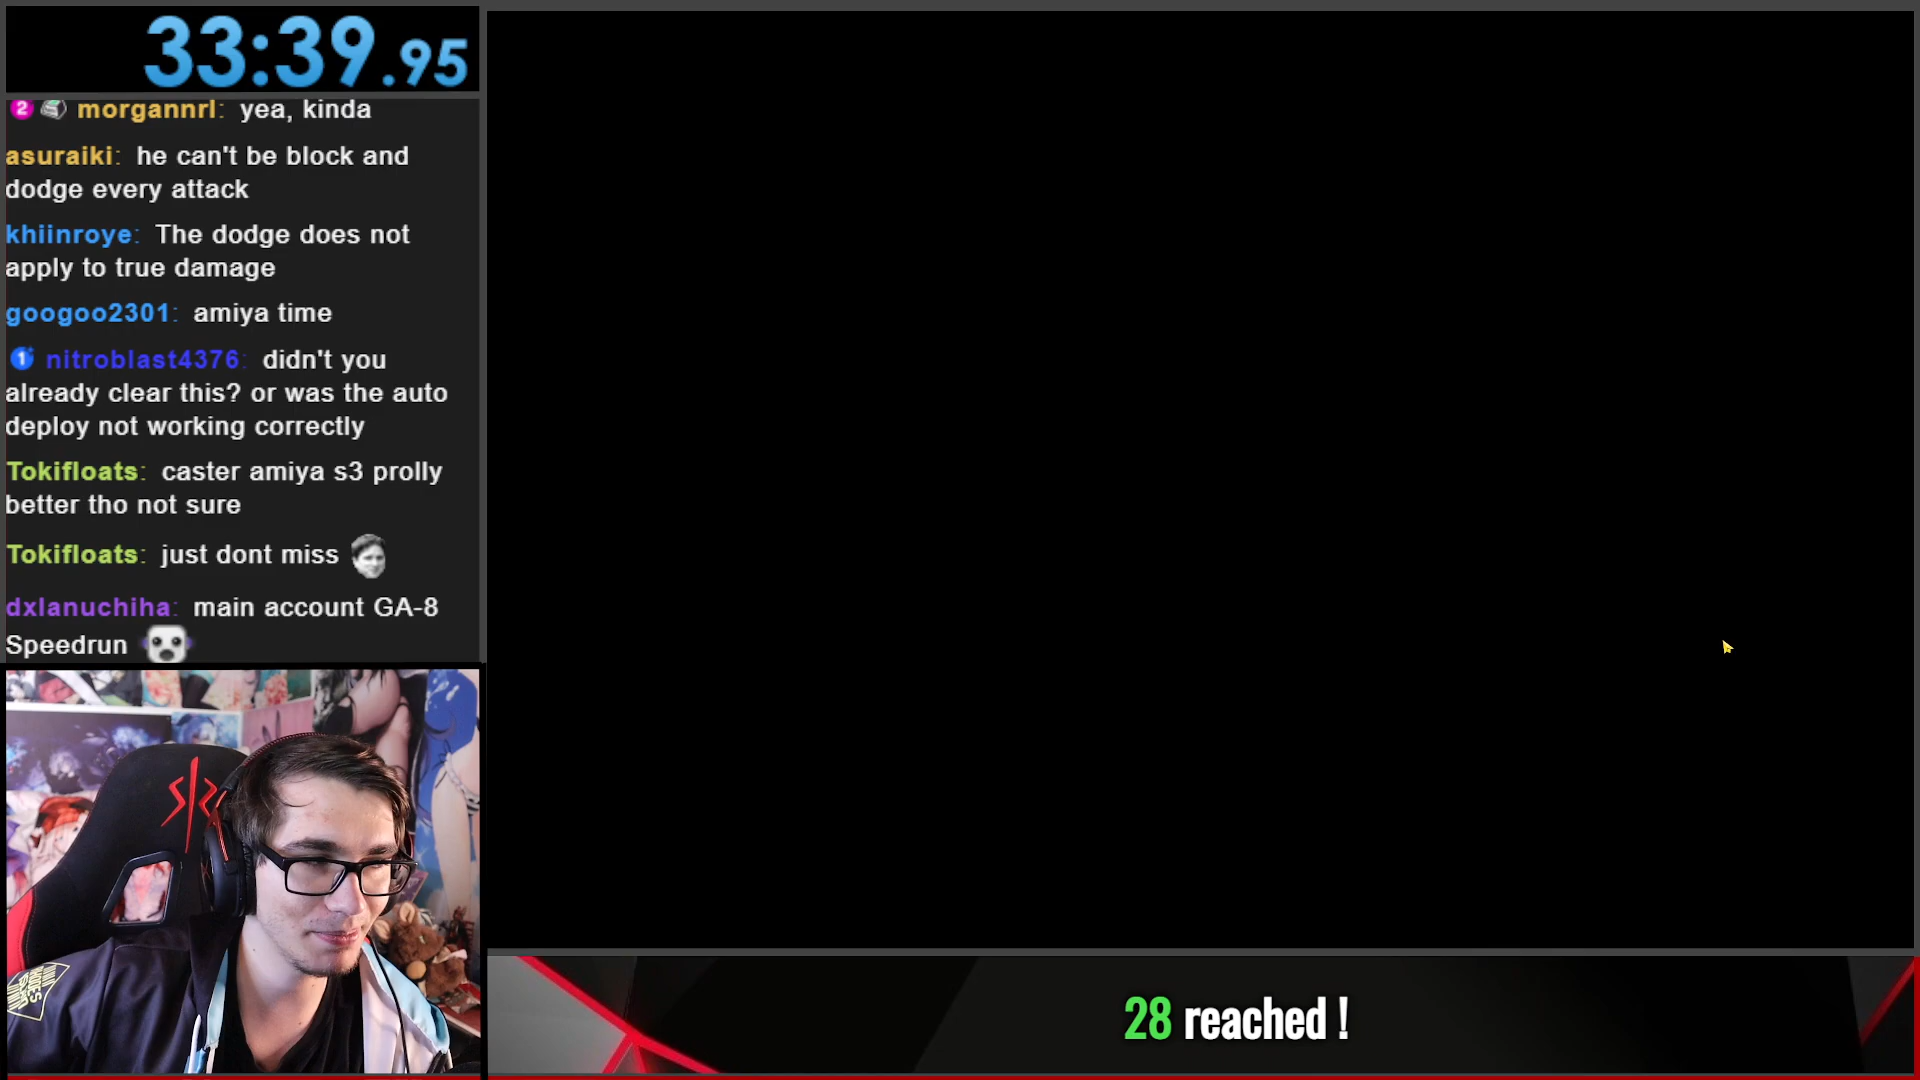 33:39.95
2 morgannrl: yea, kinda
asuraiki: he can't be block and
dodge every attack
khiinroye: The dodge does not
apply to true damage
googoo2301: amiya time
1 nitroblast4376: didn't you
already clear this? or was the auto
deploy not working correctly
Tokifloats: caster amiya s3 prolly
better tho not sure
Tokifloats: just dont miss
dxlanuchiha: main account GA-8
Speedrun
28 reached !